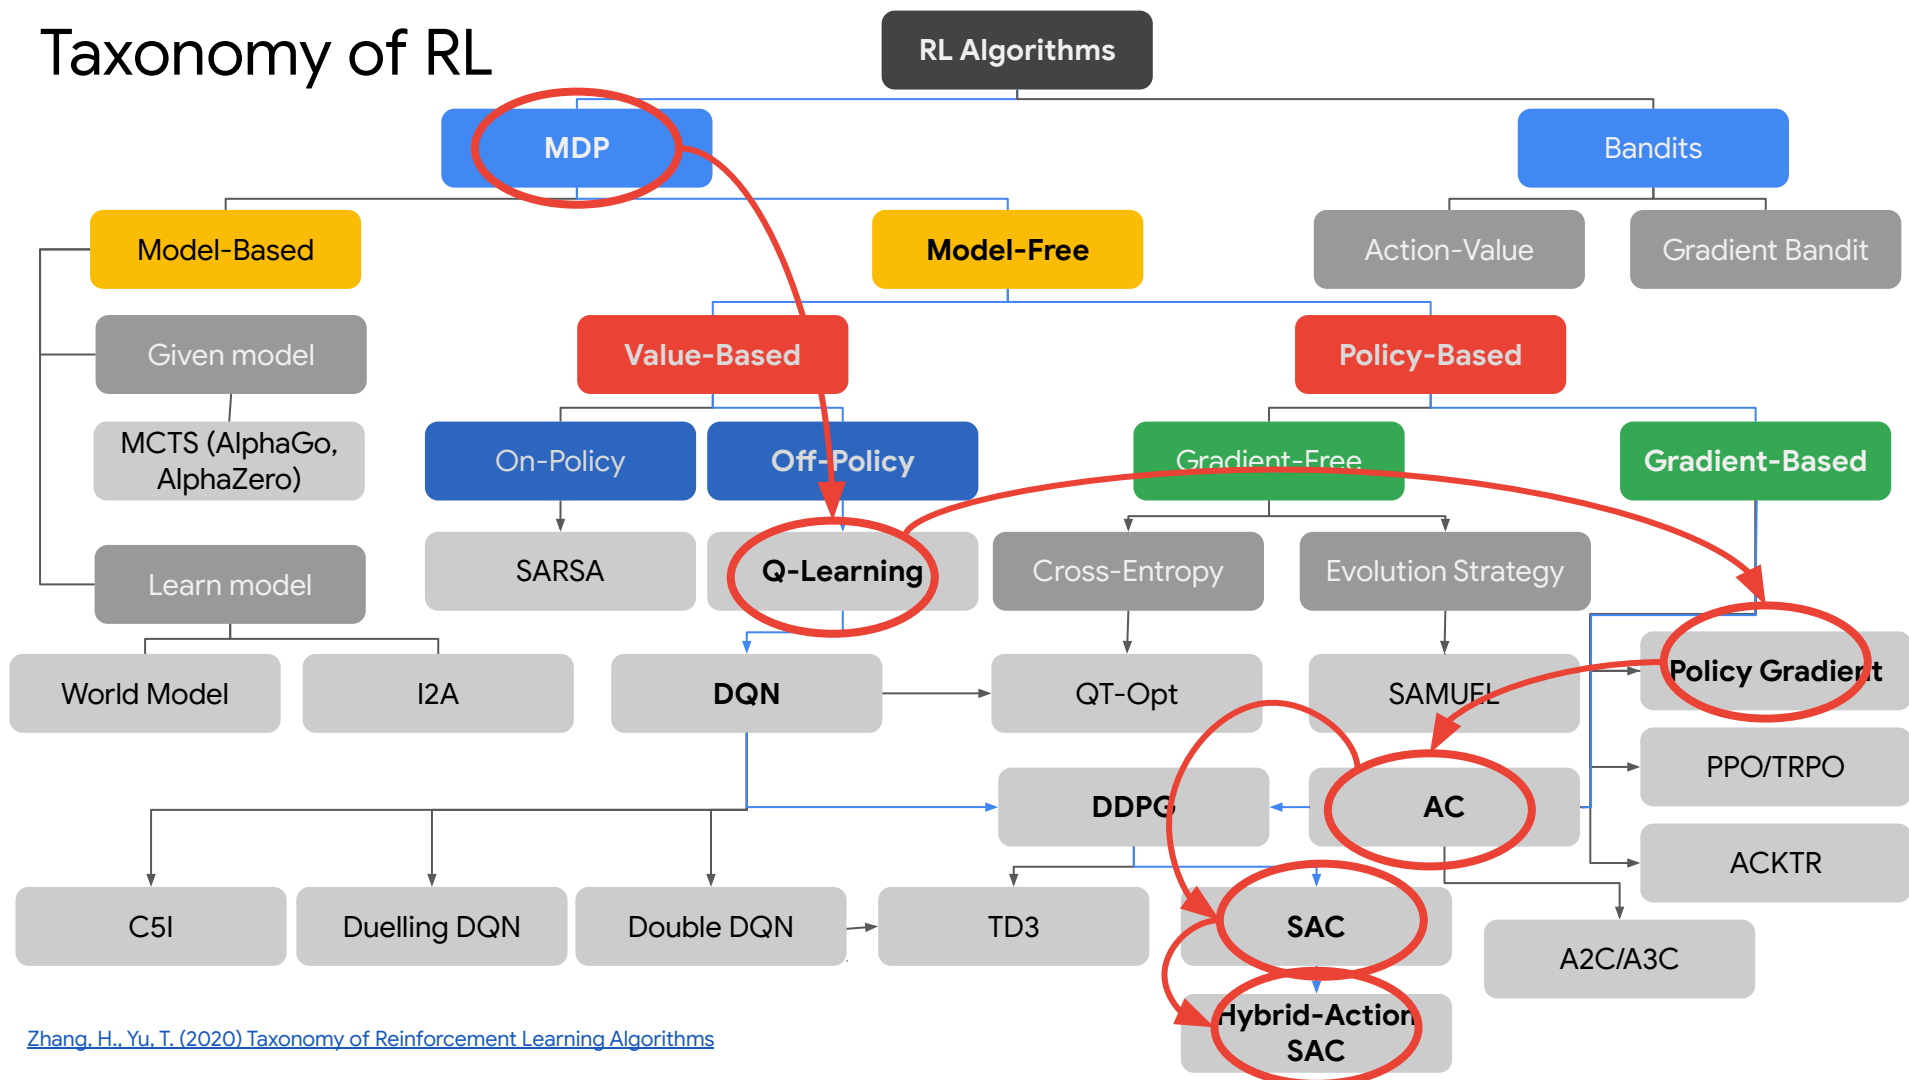 Taxonomy of RL
RL Algorithms
MDP
Bandits
Model-Based
Model-Free
Action-Value
Gradient Bandit
Given model
Value-Based
Policy-Based
MCTS (AlphaGo,
AlphaZero)
On-Policy
Off-Policy
Gradient-Free
Gradient-Based
SARSA
Q-Learning
Cross-Entropy
Evolution Strategy
Learn model
World Model
I2A
DQN
QT-Opt
SAMUEL
Policy Gradient
PPO/TRPO
DDPG
AC
ACKTR
C51
Duelling DQN
Double DQN
TD3
SAC
A2C/A3C
Hybrid-Action
SAC
Zhang, H., Yu, T. (2020) Taxonomy of Reinforcement Learning Algorithms